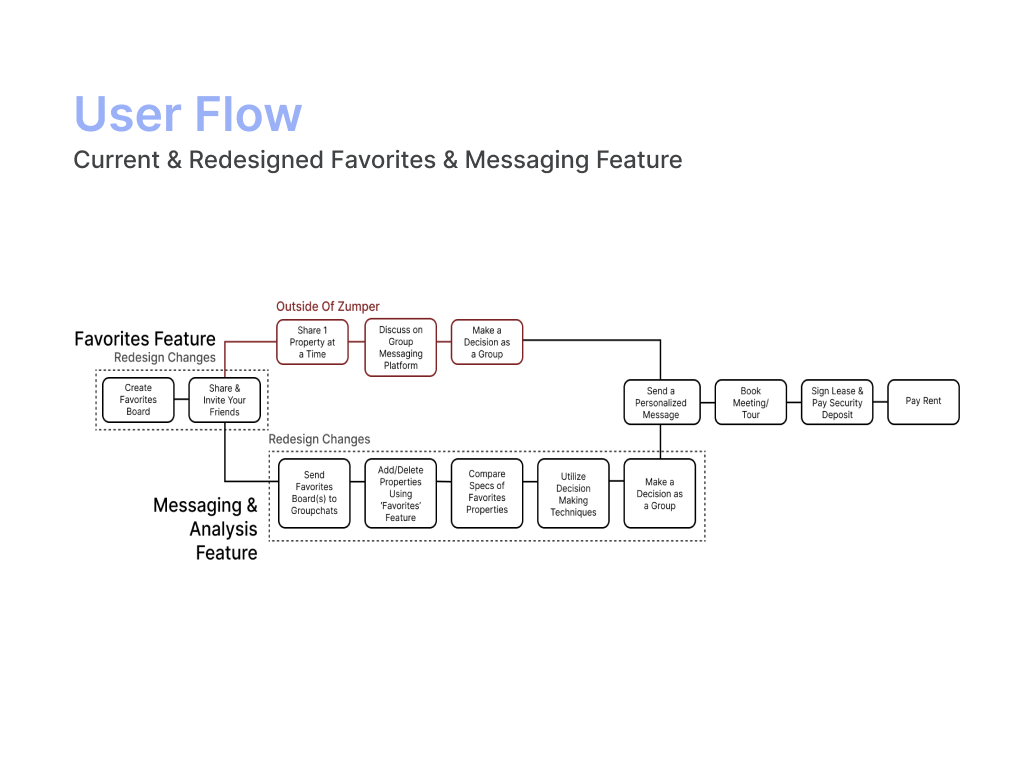 User Flow
Current & Redesigned Favorites & Messaging Feature
Outside Of Zumper
Favorites Feature
Redesign Changes
Share 1
Property at
a Time
Discuss on
Group
Messaging
Platform
Make a
Decision as
a Group
Create
Favorites
Board
Share &
Invite Your
Friends
Send a
Personalized
Message
Book
Meeting/
Tour
Sign Lease &
Pay Security
Deposit
Pay Rent
Redesign Changes
Messaging &
Analysis
Feature
Send
Favorites
Board(s) to
Groupchats
Add/Delete
Properties
Using
'Favorites'
Feature
Compare
Specs of
Favorites
Properties
Utilize
Decision
Making
Techniques
Make a
Decision as
a Group